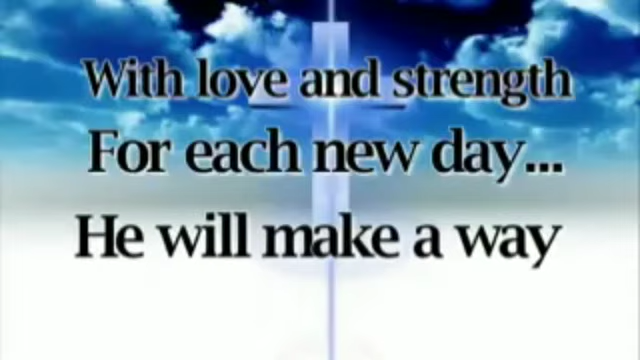 With love and strength
For each new day...
He will make a way